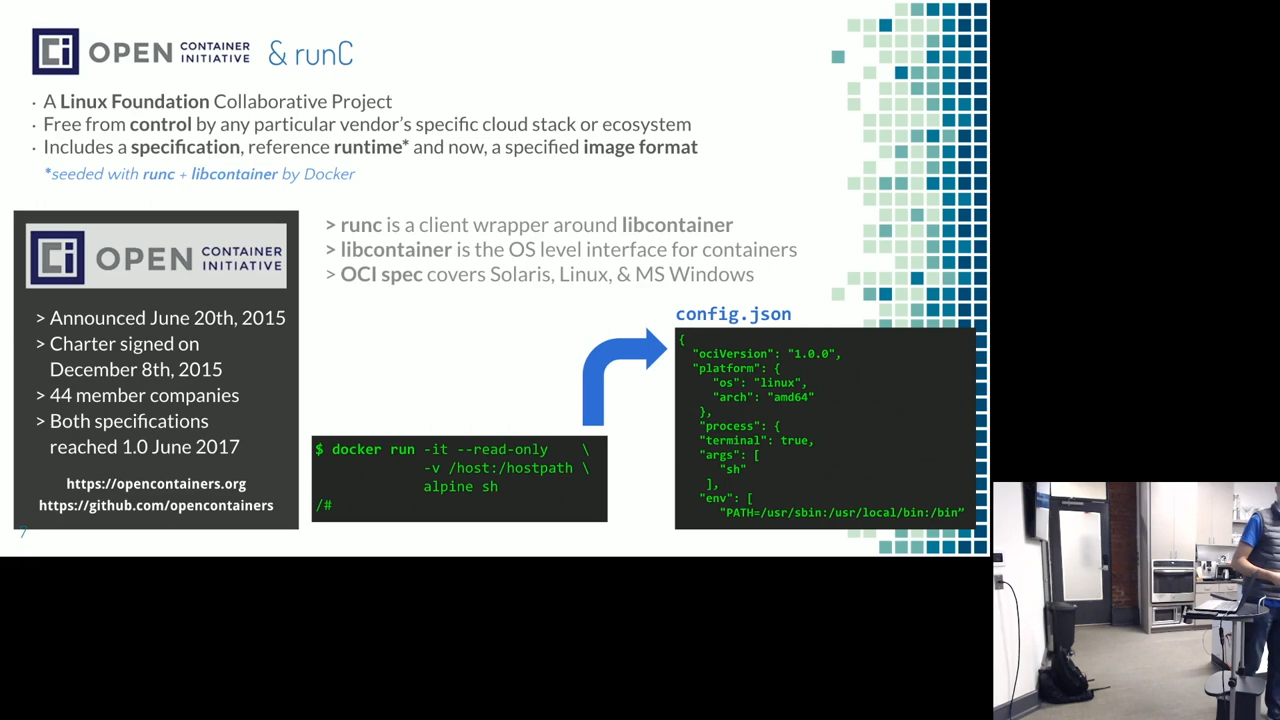 Ci OPEN CONTAINER INITIATIVE & runC
· A Linux Foundation Collaborative Project
· Free from control by any particular vendor's specific cloud stack or ecosystem
· Includes a specification, reference runtime* and now, a specified image format
*seeded with runc + libcontainer by Docker
Ci OPEN CONTAINER INITIATIVE
> Announced June 20th, 2015
> Charter signed on
December 8th, 2015
> 44 member companies
> Both specifications
reached 1.0 June 2017
https://opencontainers.org
https://github.com/opencontainers
7
> runc is a client wrapper around libcontainer
> libcontainer is the OS level interface for containers
> OCI spec covers Solaris, Linux, & MS Windows
$ docker run -it --read-only \
-v /host:/hostpath \
alpine sh
/#
config.json
{
"ociVersion": "1.0.0",
"platform": {
"os": "linux",
"arch": "amd64"
},
"process": {
"terminal": true,
"args": [
"sh"
],
"env": [
"PATH=/usr/sbin:/usr/local/bin:/bin”